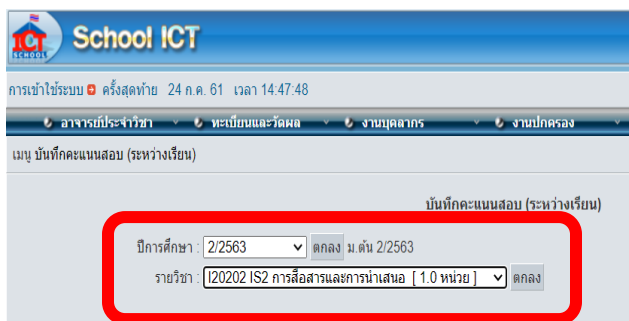 ICT
SCHOOL
School ICT
การเข้าใช้ระบบ ครั้งสุดท้าย 24 ก.ค. 61 เวลา 14:47:48
อาจารย์ประจำวิชา ทะเบียนและวัดผล งานบุคลากร งานปกครอง
เมนู บันทึกคะแนนสอบ (ระหว่างเรียน)
บันทึกคะแนนสอบ (ระหว่างเรียน)
ปีการศึกษา : 2/2563 ตกลง ม.ต้น 2/2563
รายวิชา : I20202 IS2 การสื่อสารและการนำเสนอ [ 1.0 หน่วย ] ตกลง